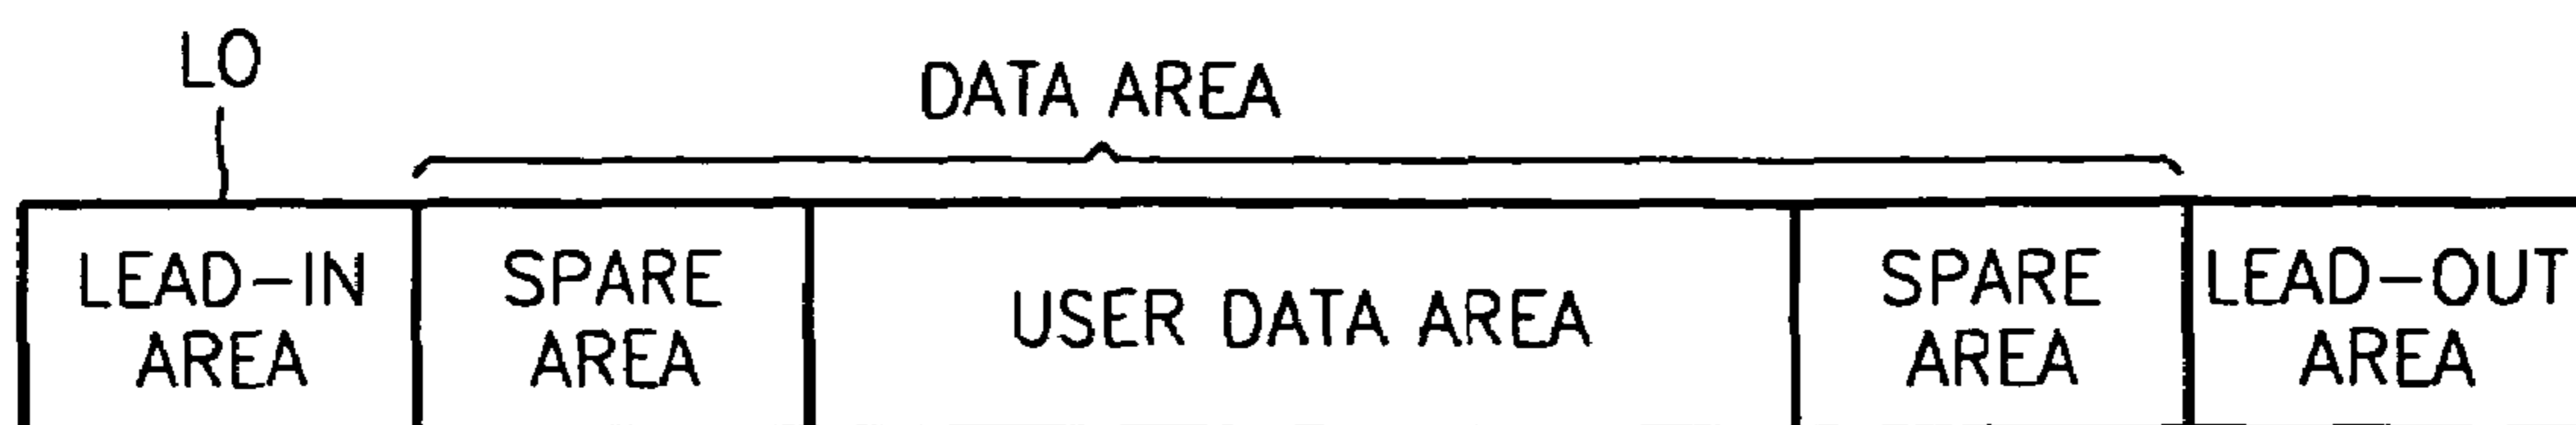 LO
DATA AREA
LEAD-IN
AREA
SPARE
AREA
USER DATA AREA
SPARE
AREA
LEAD-OUT
AREA